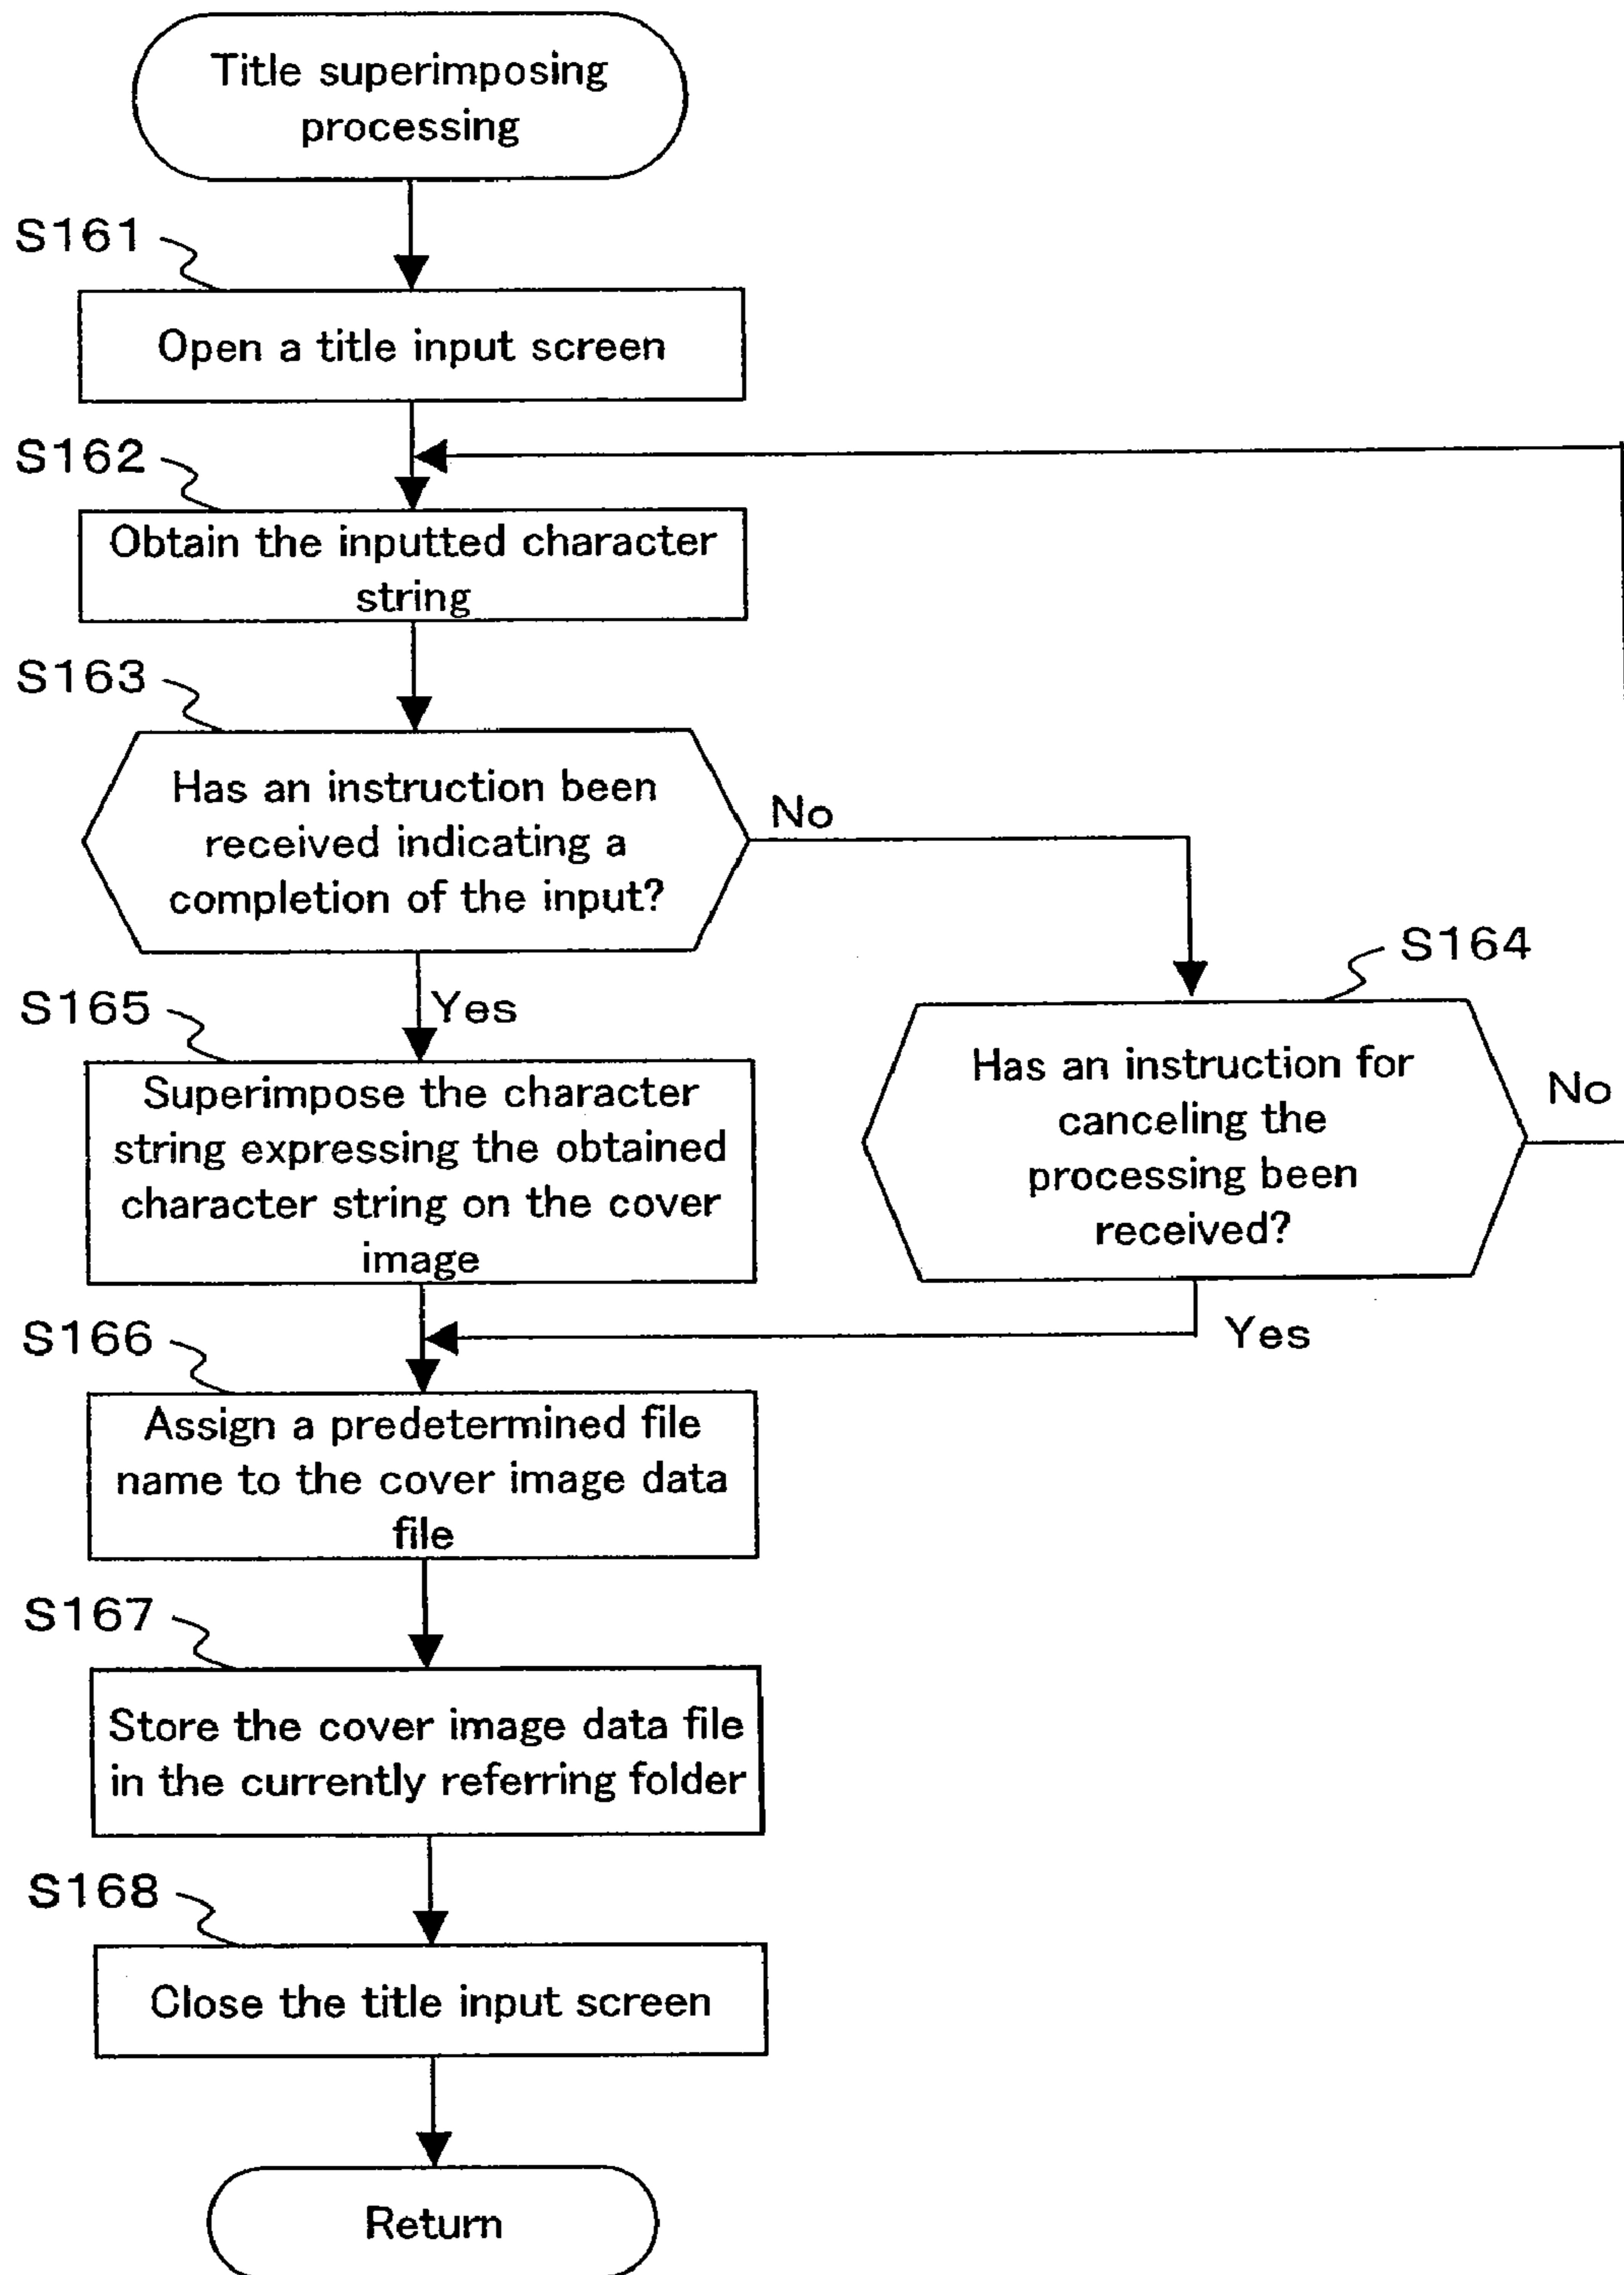 Title superimposing
processing
S161
Open a title input screen
S162
Obtain the inputted character
string
S163
Has an instruction been
received indicating a
completion of the input?
No
S164
Has an instruction for
canceling the
processing been
received?
No
Yes
S165
Yes
Superimpose the character
string expressing the obtained
character string on the cover
image
S166
Assign a predetermined file
name to the cover image data
file
S167
Store the cover image data file
in the currently referring folder
S168
Close the title input screen
Return